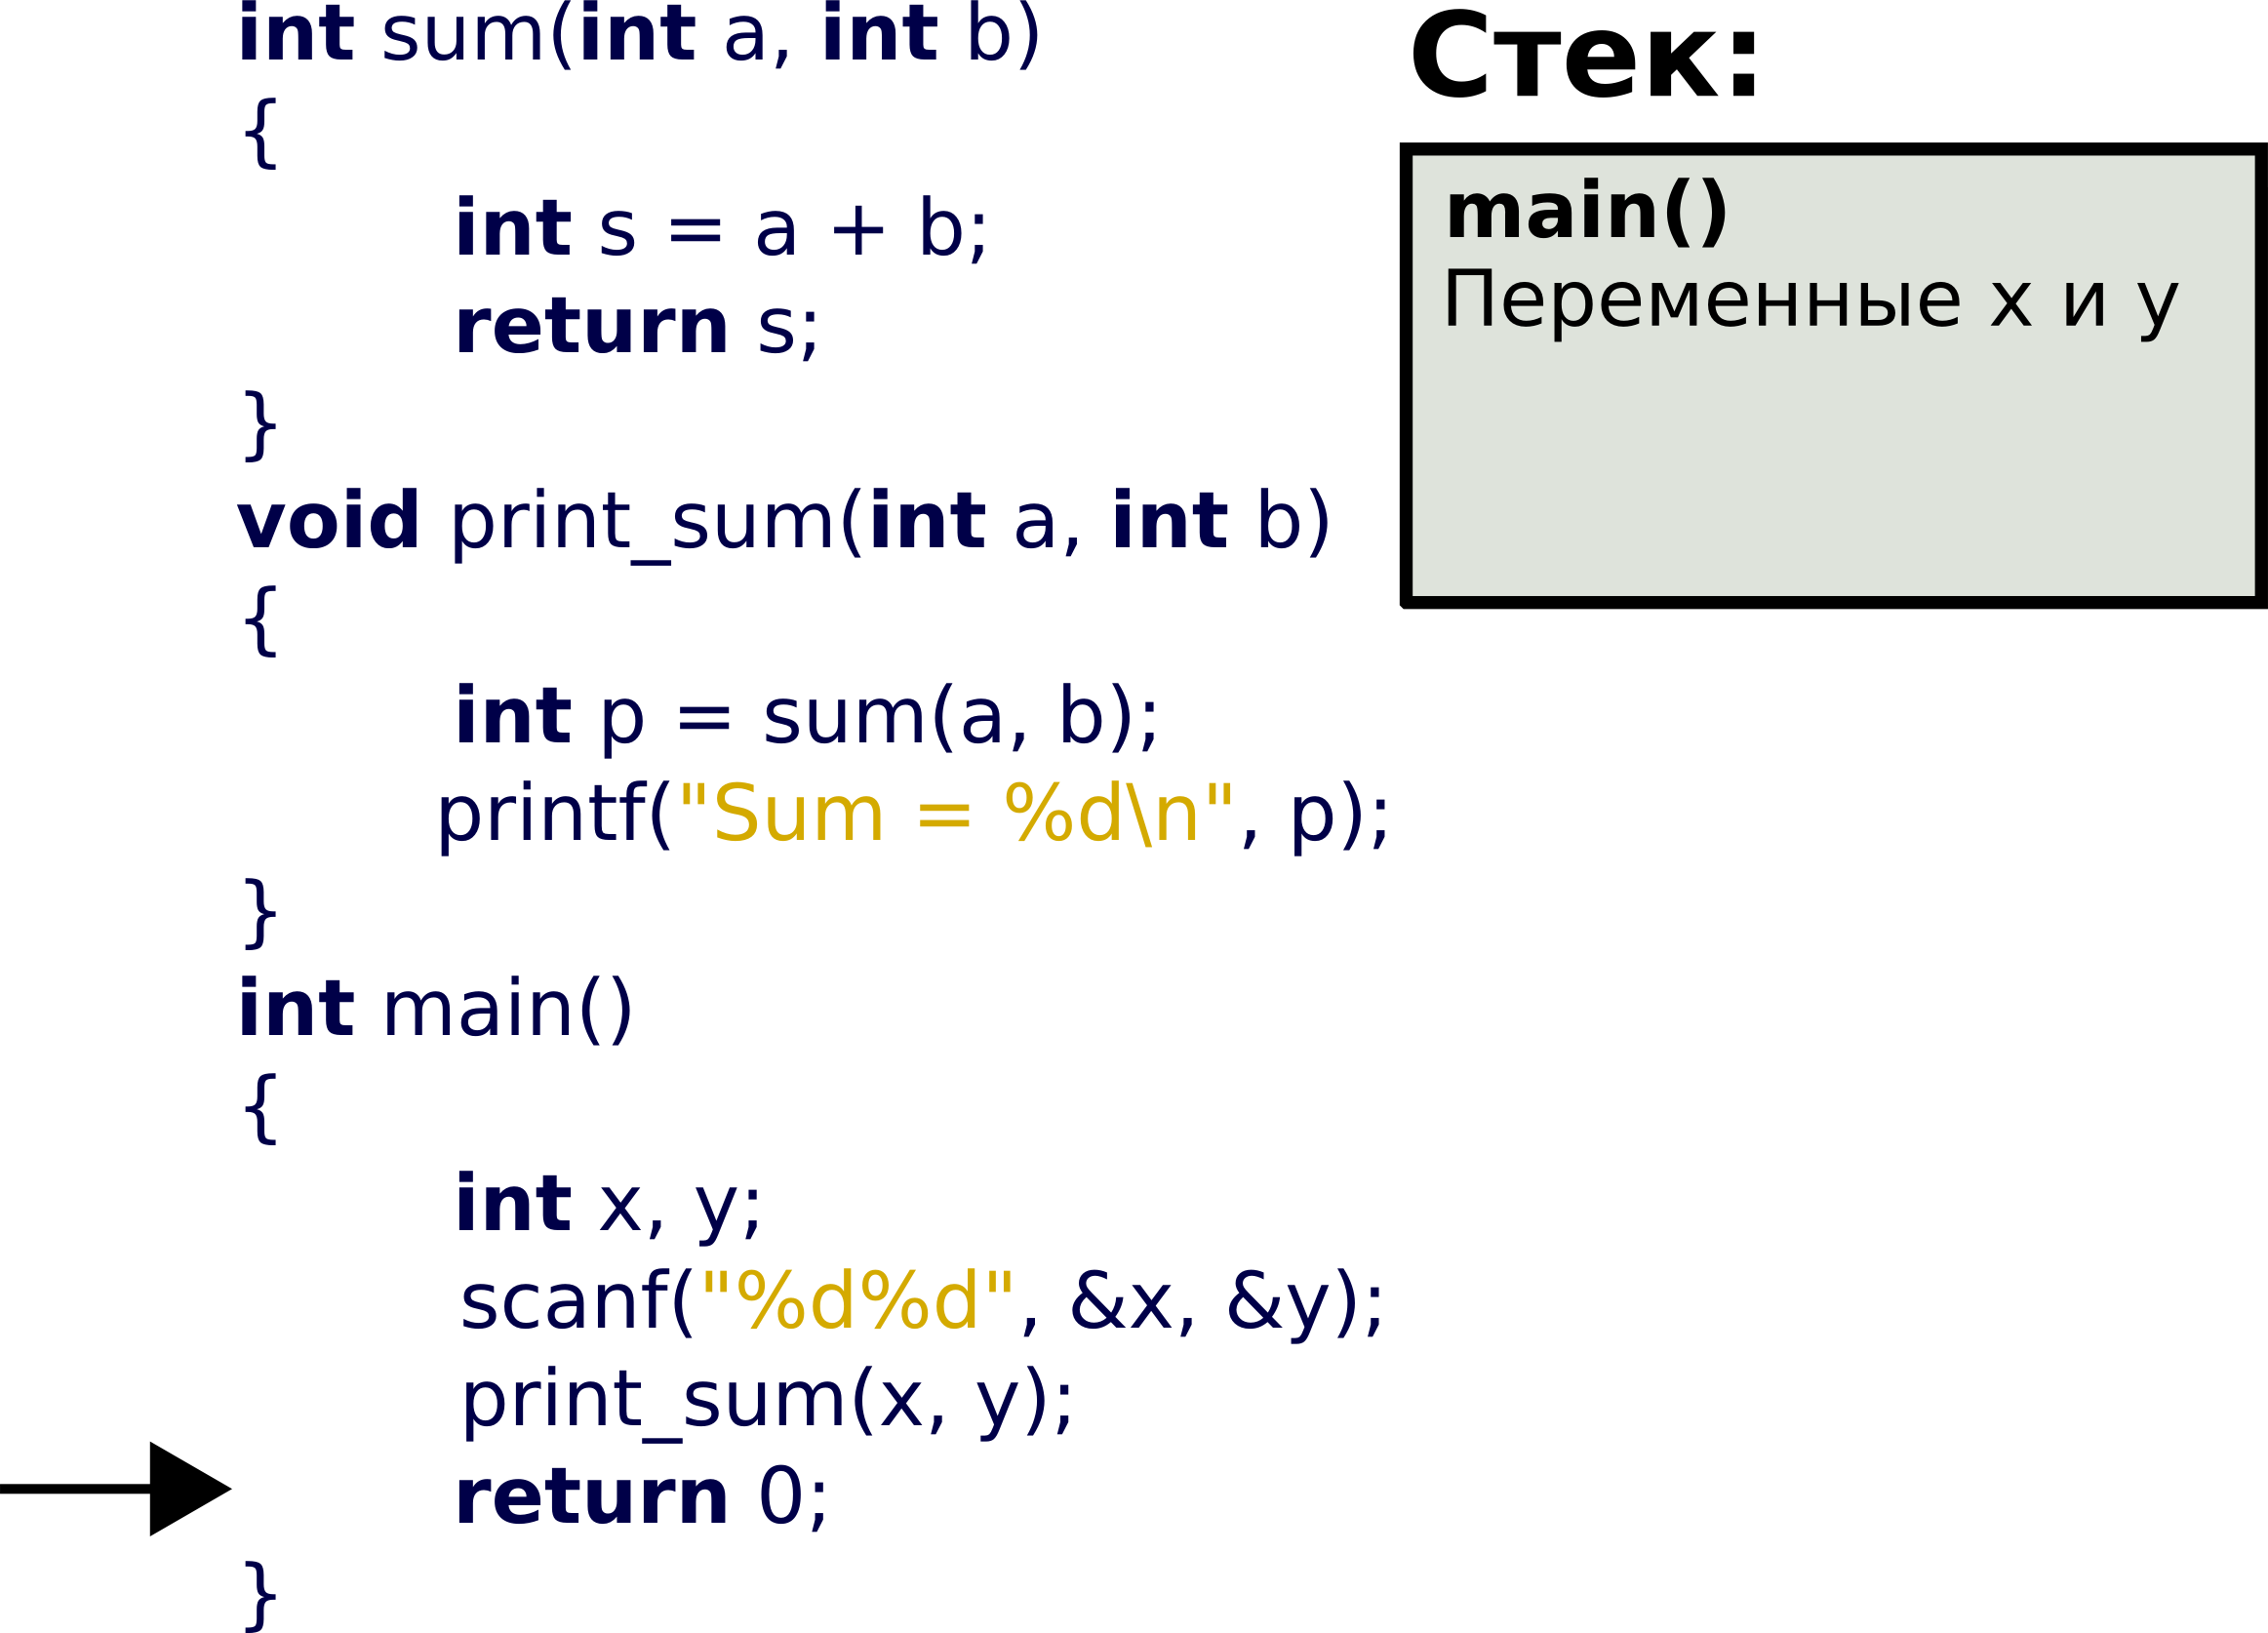 int sum(int a, int b)
{
int s = a + b;
return s;
}
void print_sum(int a, int b)
{
int p = sum(a, b);
printf("Sum = %d\n", p);
}
int main()
{
int x, y;
scanf("%d%d", &x, &y);
print_sum(x, y);
return 0;
}
Стек:
main()
Переменные x и y